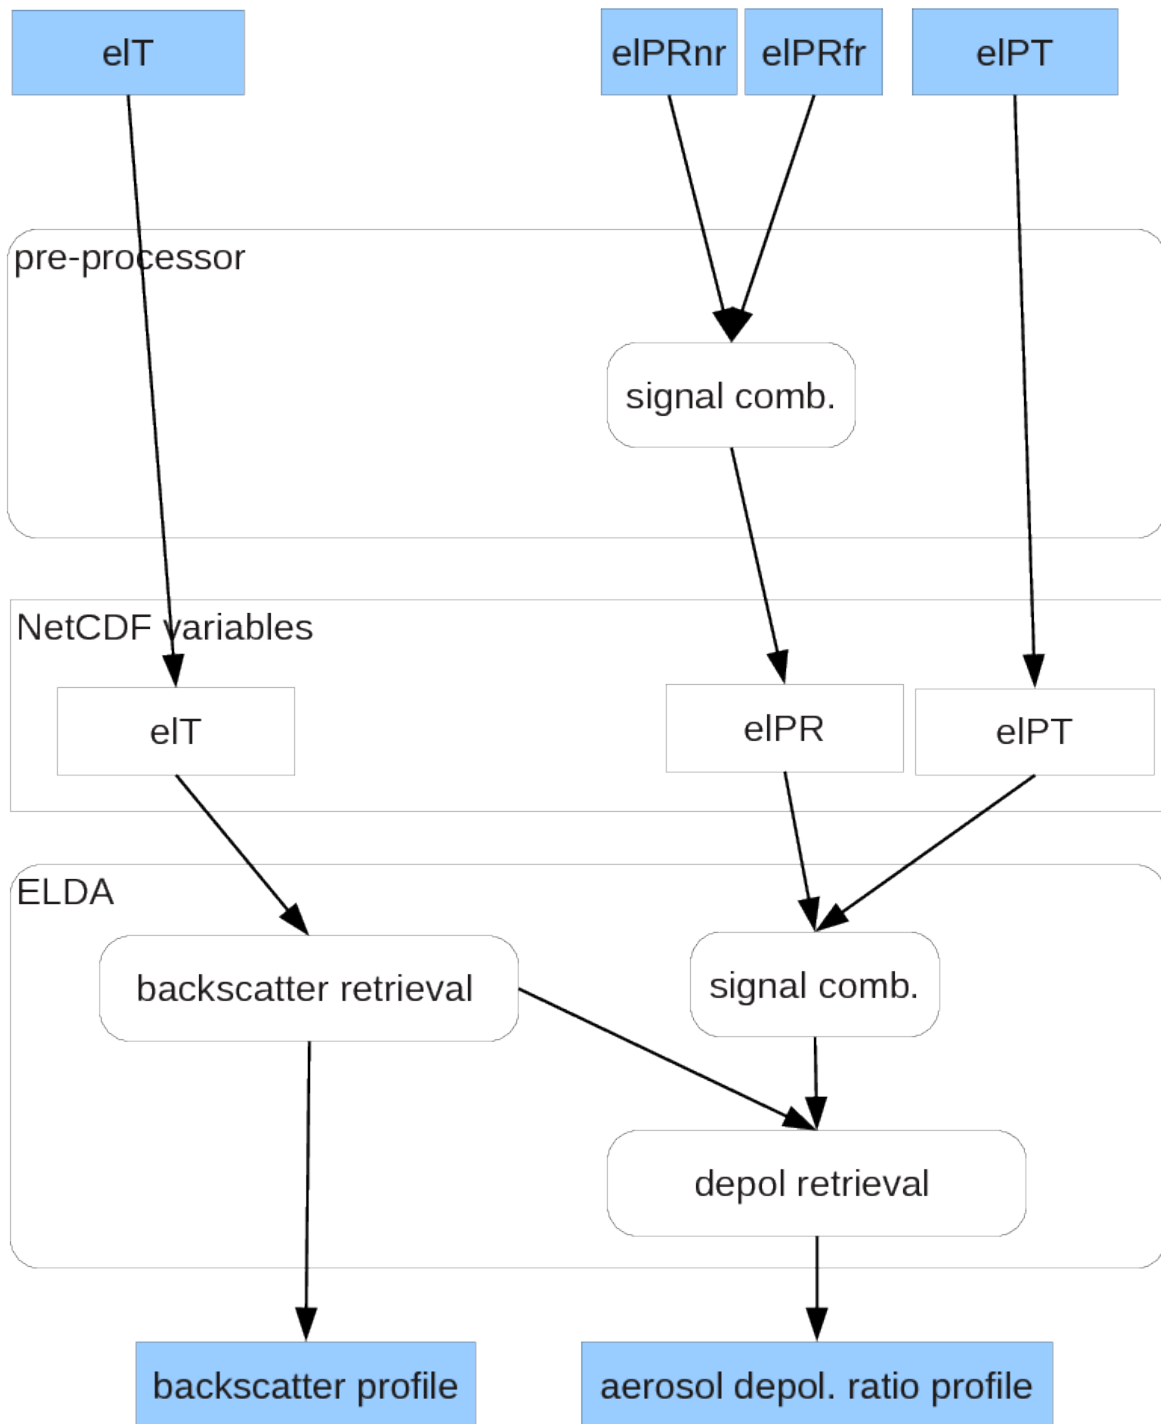 elT
elPRnr
elPRfr
elPT
pre-processor
signal comb.
NetCDF variables
elT
elPR
elPT
ELDA
backscatter retrieval
signal comb.
depol retrieval
backscatter profile
aerosol depol. ratio profile